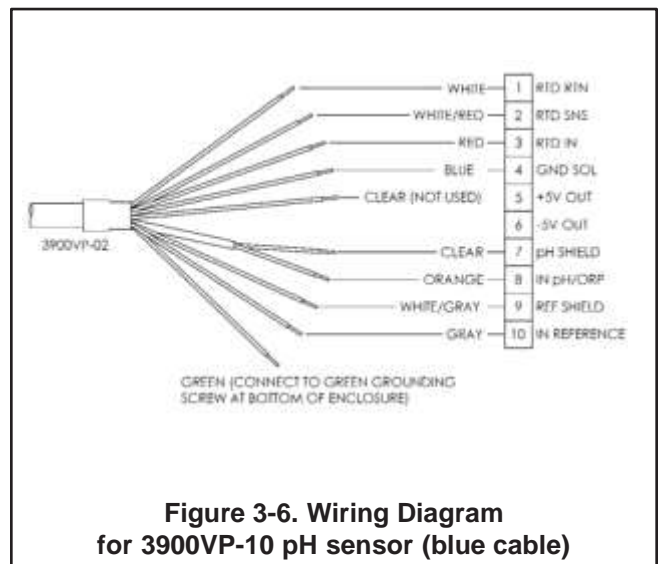 WHITE 1 RTD RTN
WHITE/RED 2 RTD SNS
RED 3 RTD IN
BLUE 4 GND SOL
CLEAR (NOT USED) 5 +5V OUT
6 -5V OUT
3900VP-02
CLEAR 7 pH SHIELD
ORANGE 8 IN pH/ORP
WHITE/GRAY 9 REF SHIELD
GRAY 10 IN REFERENCE
GREEN (CONNECT TO GREEN GROUNDING
SCREW AT BOTTOM OF ENCLOSURE)
Figure 3-6. Wiring Diagram
for 3900VP-10 pH sensor (blue cable)